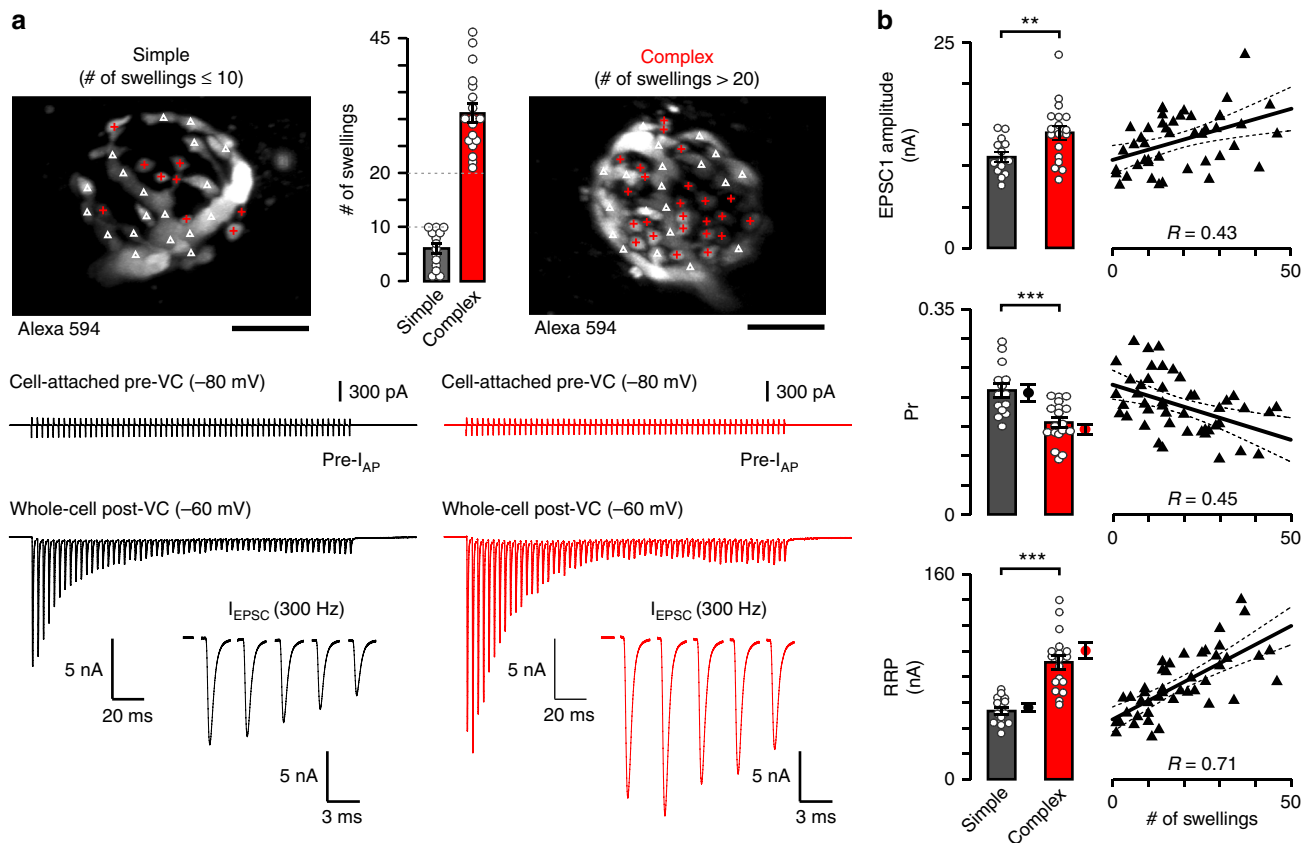 a
Simple
(# of swellings ≤ 10)
Alexa 594
45
20
10
0
# of swellings
Simple
Complex
Complex
(# of swellings > 20)
Alexa 594
Cell-attached pre-VC (–80 mV)
300 pA
Pre-I_AP
Cell-attached pre-VC (–80 mV)
300 pA
Pre-I_AP
Whole-cell post-VC (–60 mV)
I_EPSC (300 Hz)
5 nA
20 ms
5 nA
3 ms
Whole-cell post-VC (–60 mV)
I_EPSC (300 Hz)
5 nA
20 ms
5 nA
3 ms
b
**
25
0
EPSC1 amplitude
(nA)
R = 0.43
0
50
***
0.35
0
Pr
R = 0.45
0
50
***
160
0
RRP
(nA)
Simple
Complex
R = 0.71
0
50
# of swellings